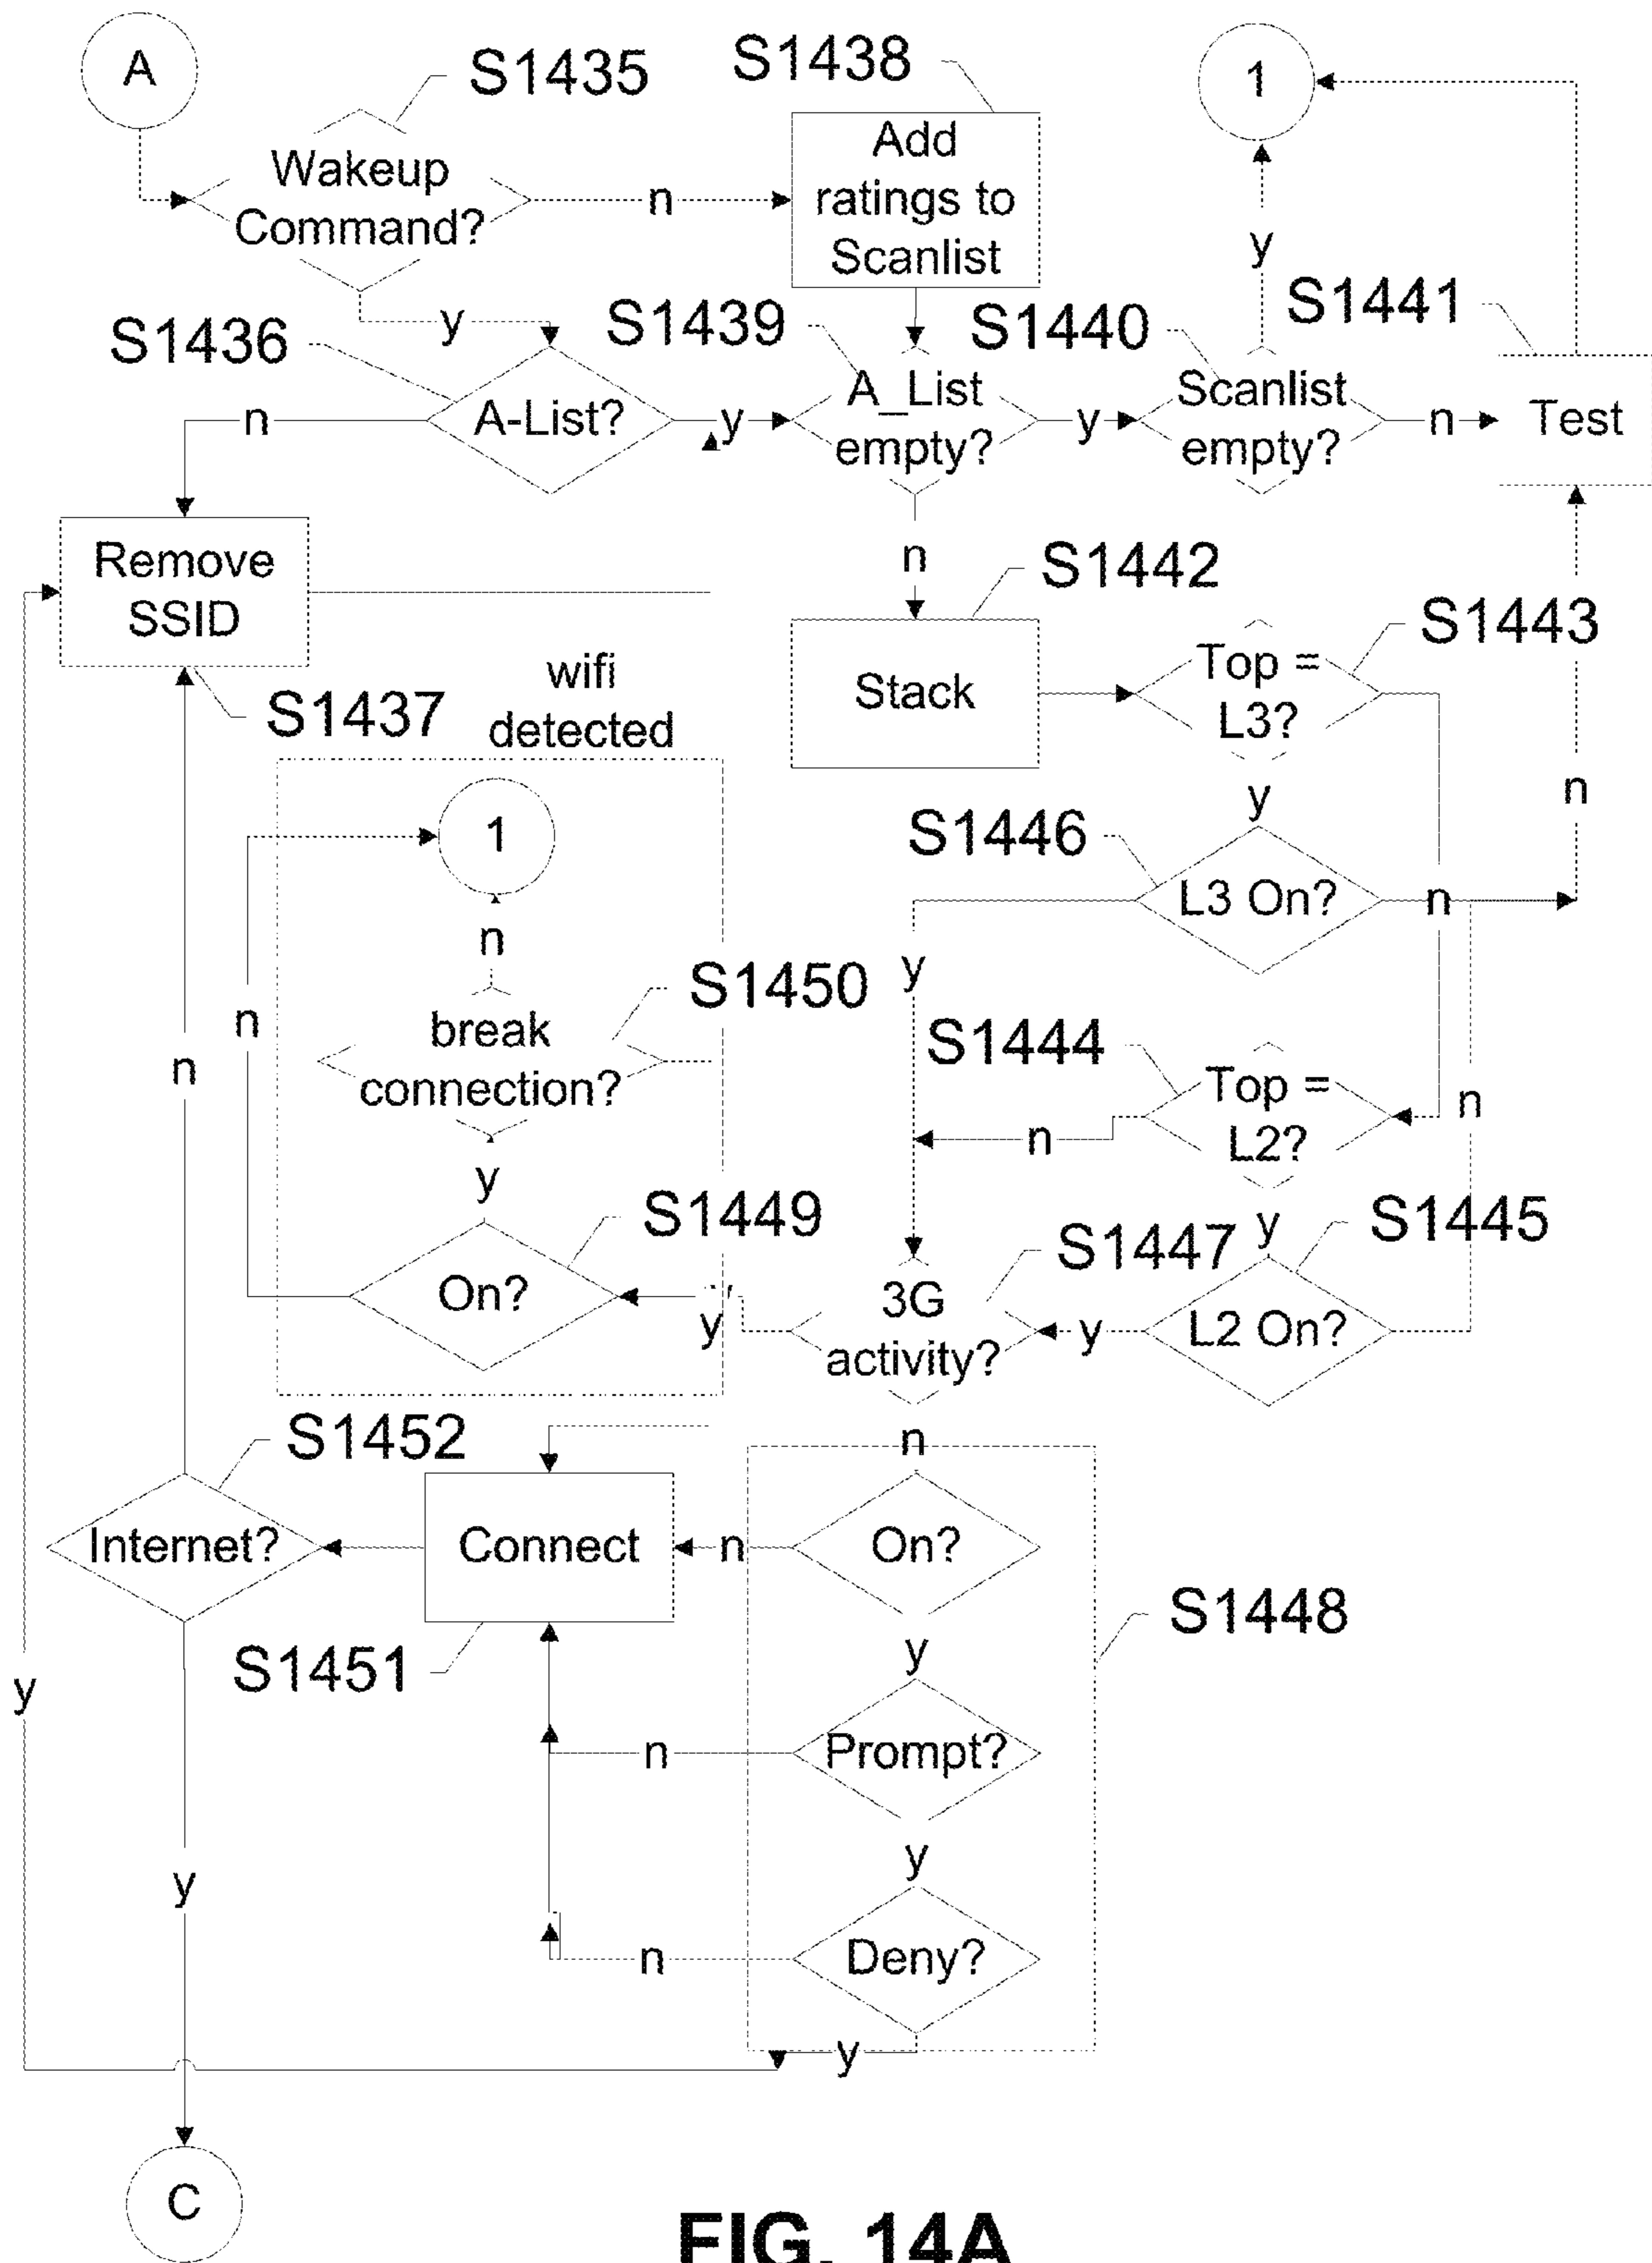 A
S1435
S1438
1
Wakeup
Command?
n
Add
ratings to
Scanlist
y
y
S1436
S1439
S1440
S1441
n
A-List?
y
A_List
empty?
y
Scanlist
empty?
n
Test
Remove
SSID
S1437
n
S1442
Stack
Top =
L3?
S1443
wifi
detected
1
n
y
n
S1446
L3 On?
n
y
n
n
S1450
break
connection?
S1444
Top =
L2?
n
n
y
S1449
On?
y
S1447
3G
activity?
y
S1445
y
L2 On?
S1452
n
Internet?
Connect
n
On?
S1451
y
S1448
y
n
Prompt?
y
y
n
Deny?
y
C
FIG. 14A